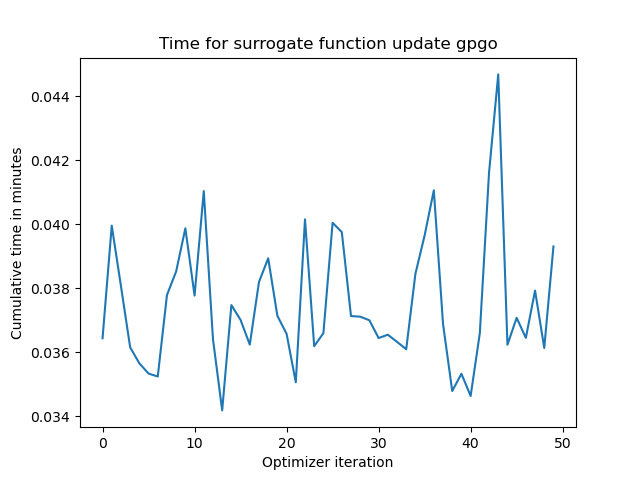 Time for surrogate function update gpgo
Cumulative time in minutes
0.044
0.042
0.040
0.038
0.036
0.034
0 10 20 30 40 50
Optimizer iteration